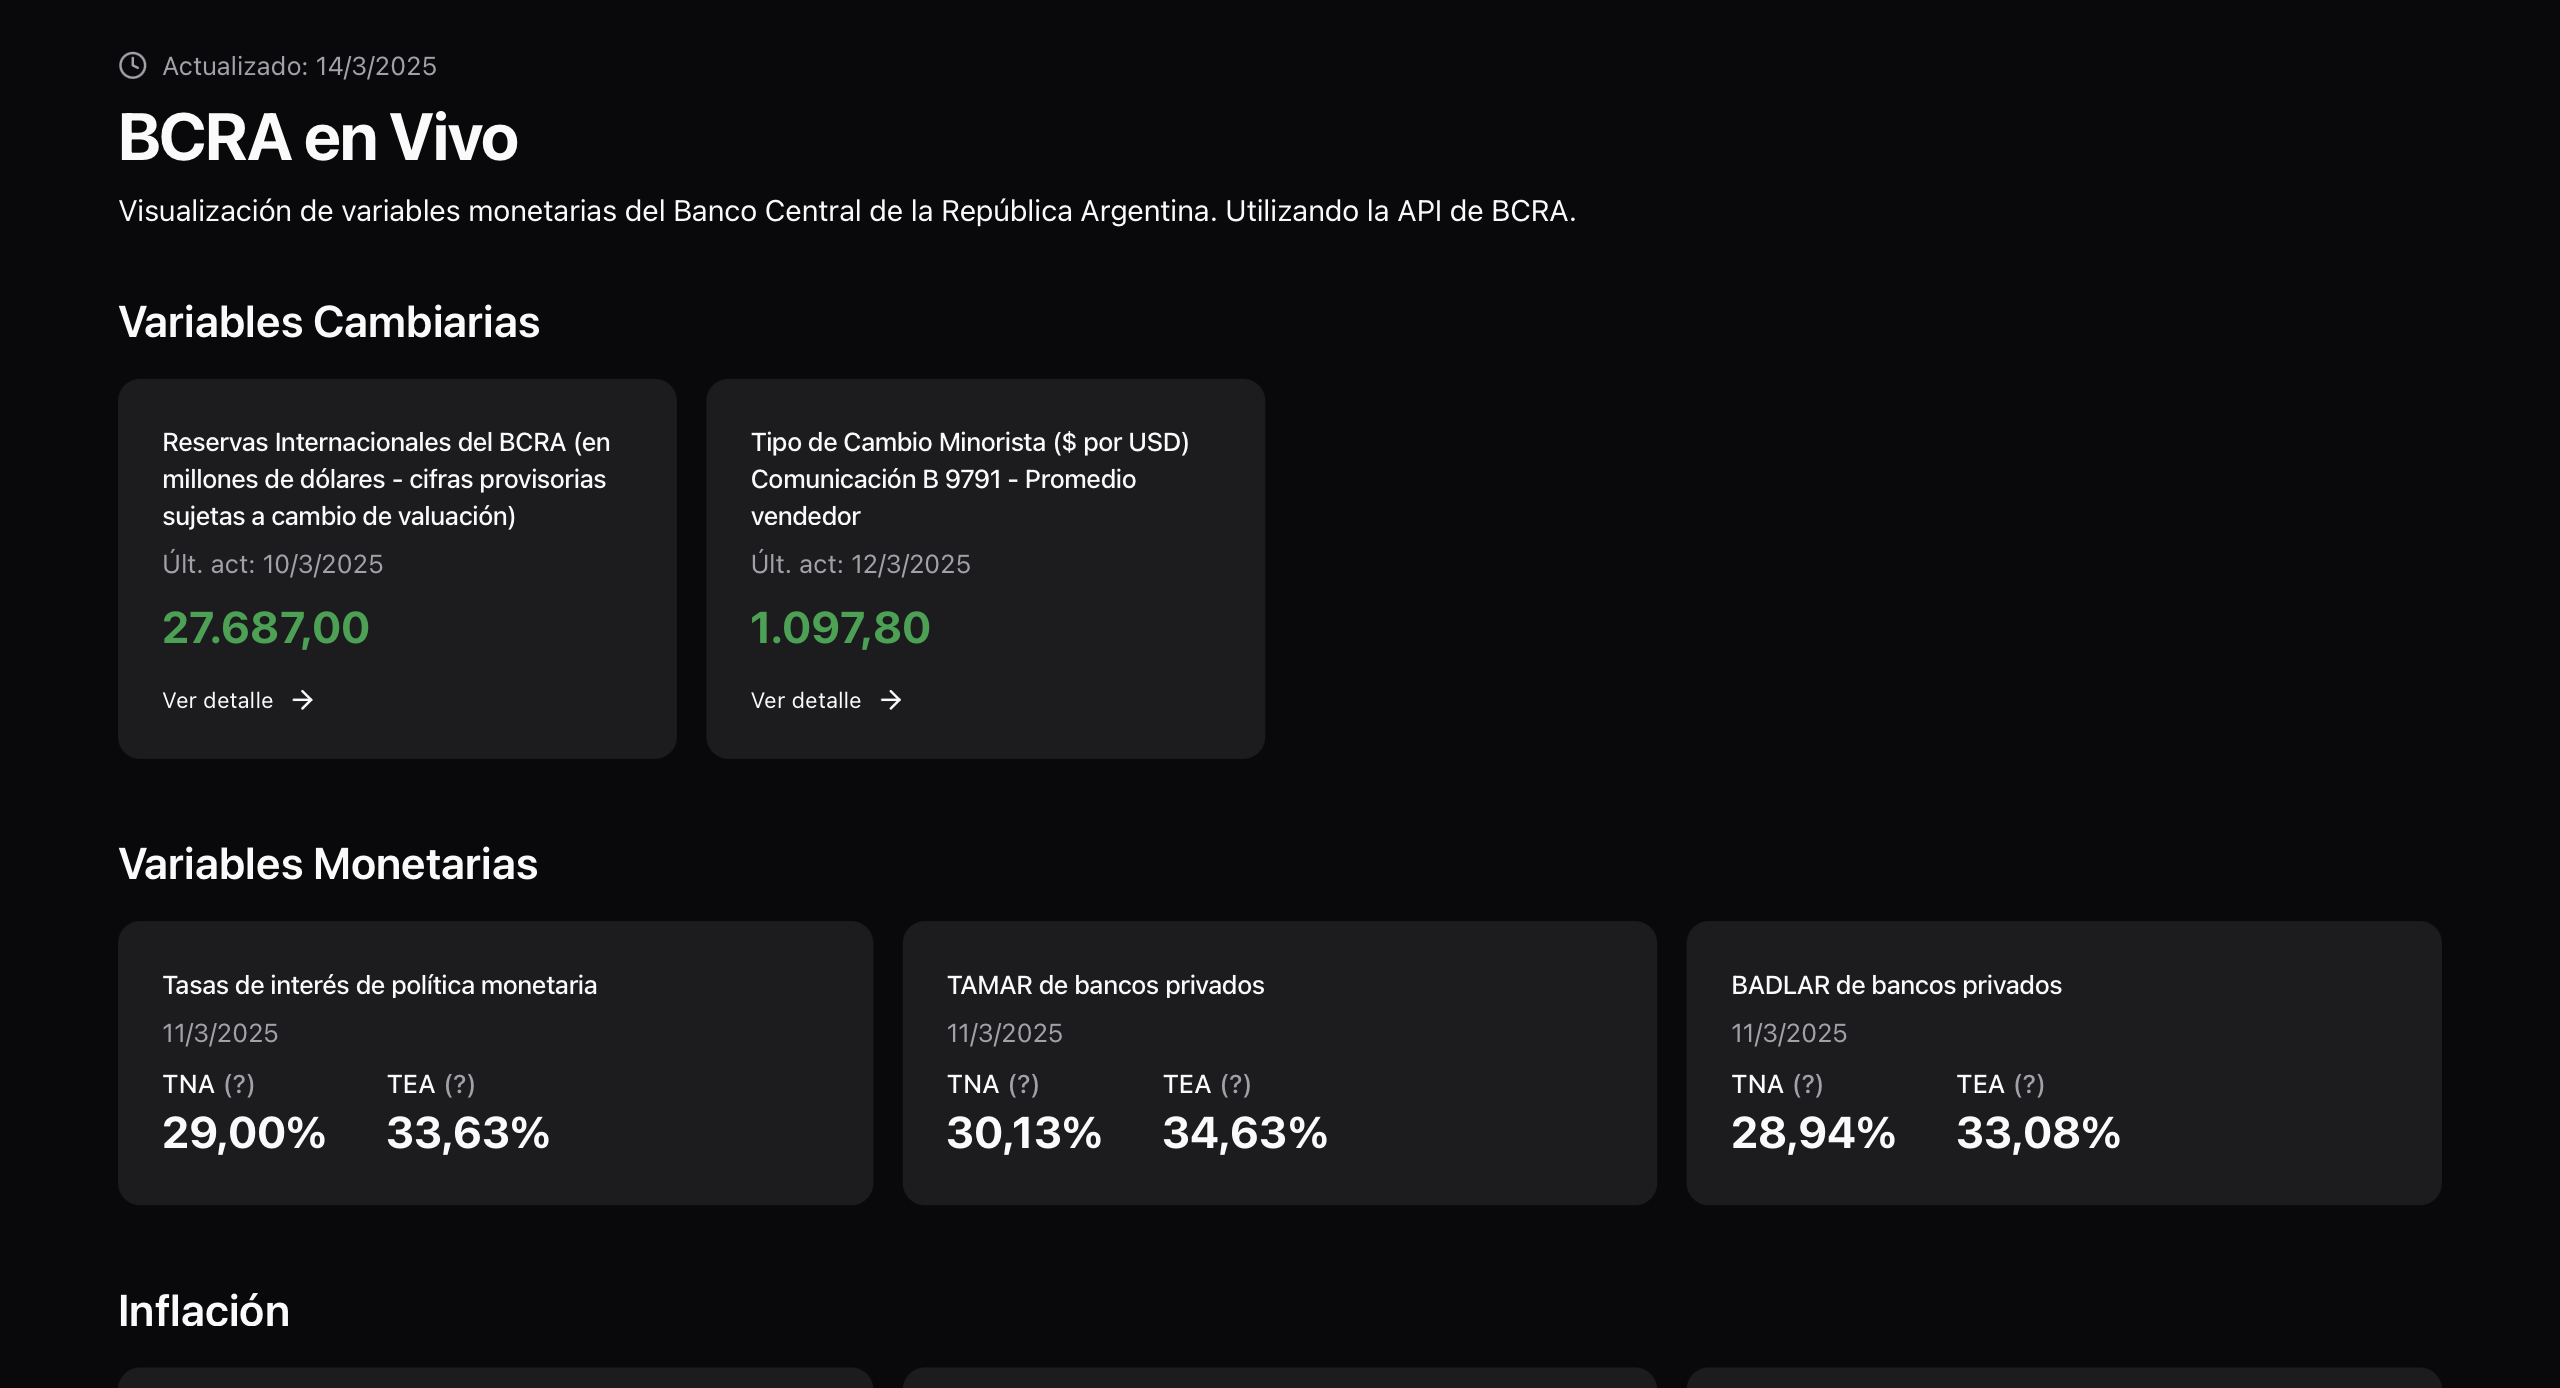 Actualizado: 14/3/2025
BCRA en Vivo
Visualización de variables monetarias del Banco Central de la República Argentina. Utilizando la API de BCRA.
Variables Cambiarias
Reservas Internacionales del BCRA (en
millones de dólares - cifras provisorias
sujetas a cambio de valuación)
Últ. act: 10/3/2025
27.687,00
Ver detalle
Tipo de Cambio Minorista ($ por USD)
Comunicación B 9791 - Promedio
vendedor
Últ. act: 12/3/2025
1.097,80
Ver detalle
Variables Monetarias
Tasas de interés de política monetaria
11/3/2025
TNA (?) TEA (?)
29,00% 33,63%
TAMAR de bancos privados
11/3/2025
TNA (?) TEA (?)
30,13% 34,63%
BADLAR de bancos privados
11/3/2025
TNA (?) TEA (?)
28,94% 33,08%
Inflación